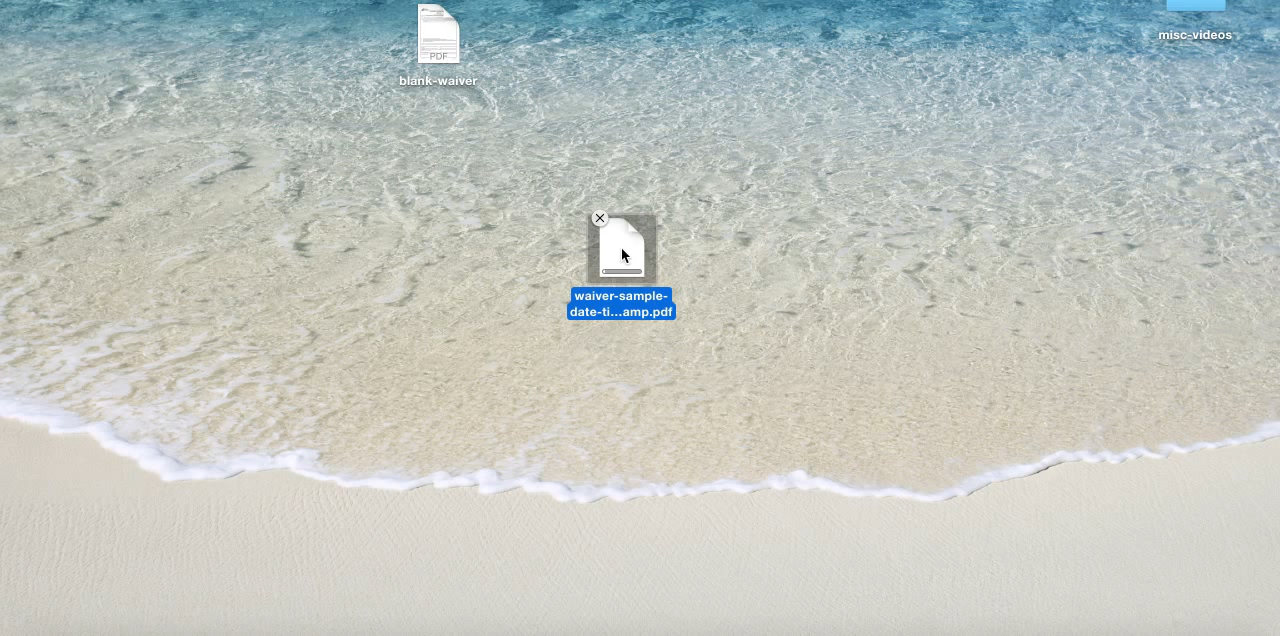 misc-videos
PDF
blank-waiver
waiver-sample-
date-ti...amp.pdf